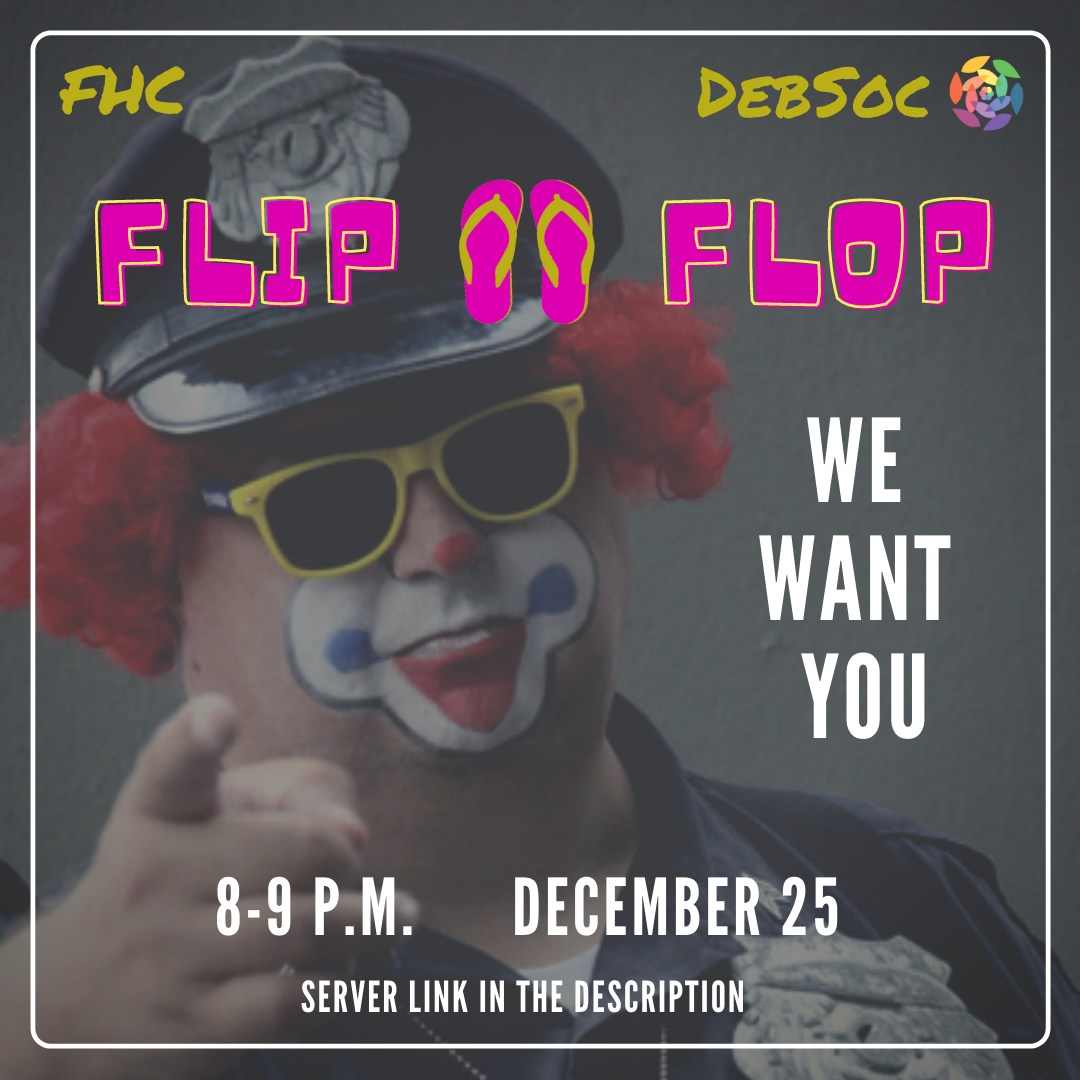 FHC
DEBSOC
FLIP FLOP
WE
WANT
YOU
8-9 P.M. DECEMBER 25
SERVER LINK IN THE DESCRIPTION